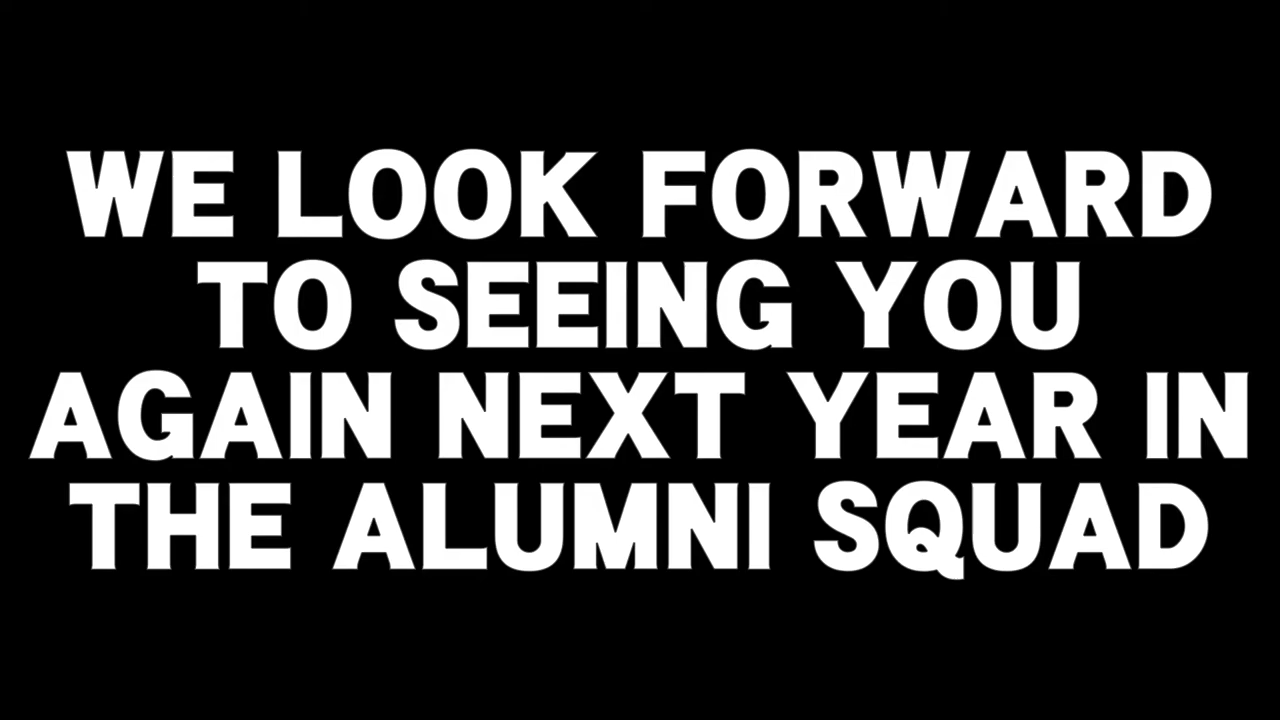 WE LOOK FORWARD
TO SEEING YOU
AGAIN NEXT YEAR IN
THE ALUMNI SQUAD